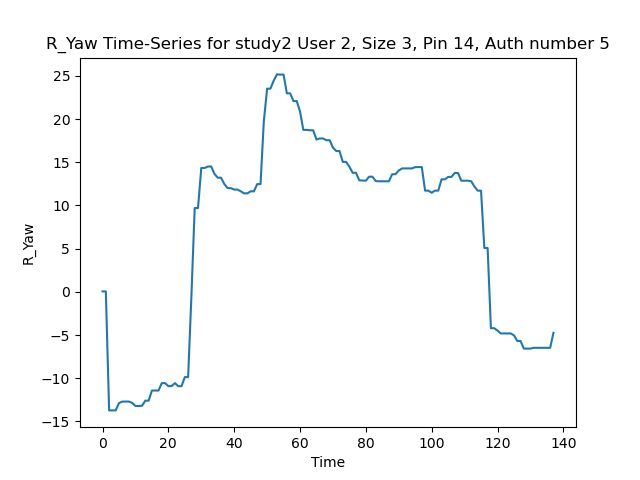 R_Yaw Time-Series for study2 User 2, Size 3, Pin 14, Auth number 5
25
20
15
10
5
0
−5
−10
−15
R_Yaw
0 20 40 60 80 100 120 140
Time